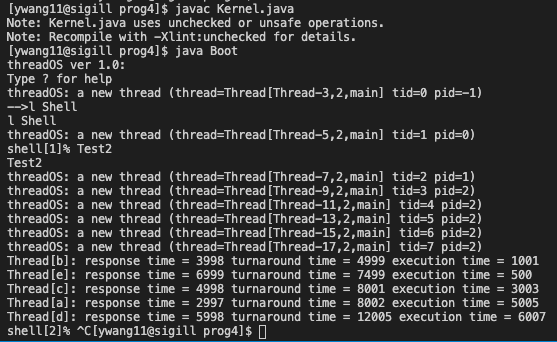 [ywang11@sigill prog4]$ javac Kernel.java
Note: Kernel.java uses unchecked or unsafe operations.
Note: Recompile with -Xlint:unchecked for details.
[ywang11@sigill prog4]$ java Boot
threadOS ver 1.0:
Type ? for help
threadOS: a new thread (thread=Thread[Thread-3,2,main] tid=0 pid=-1)
-->l Shell
l Shell
threadOS: a new thread (thread=Thread[Thread-5,2,main] tid=1 pid=0)
shell[1]% Test2
Test2
threadOS: a new thread (thread=Thread[Thread-7,2,main] tid=2 pid=1)
threadOS: a new thread (thread=Thread[Thread-9,2,main] tid=3 pid=2)
threadOS: a new thread (thread=Thread[Thread-11,2,main] tid=4 pid=2)
threadOS: a new thread (thread=Thread[Thread-13,2,main] tid=5 pid=2)
threadOS: a new thread (thread=Thread[Thread-15,2,main] tid=6 pid=2)
threadOS: a new thread (thread=Thread[Thread-17,2,main] tid=7 pid=2)
Thread[b]: response time = 3998 turnaround time = 4999 execution time = 1001
Thread[e]: response time = 6999 turnaround time = 7499 execution time = 500
Thread[c]: response time = 4998 turnaround time = 8001 execution time = 3003
Thread[a]: response time = 2997 turnaround time = 8002 execution time = 5005
Thread[d]: response time = 5998 turnaround time = 12005 execution time = 6007
shell[2]% ^C[ywang11@sigill prog4]$